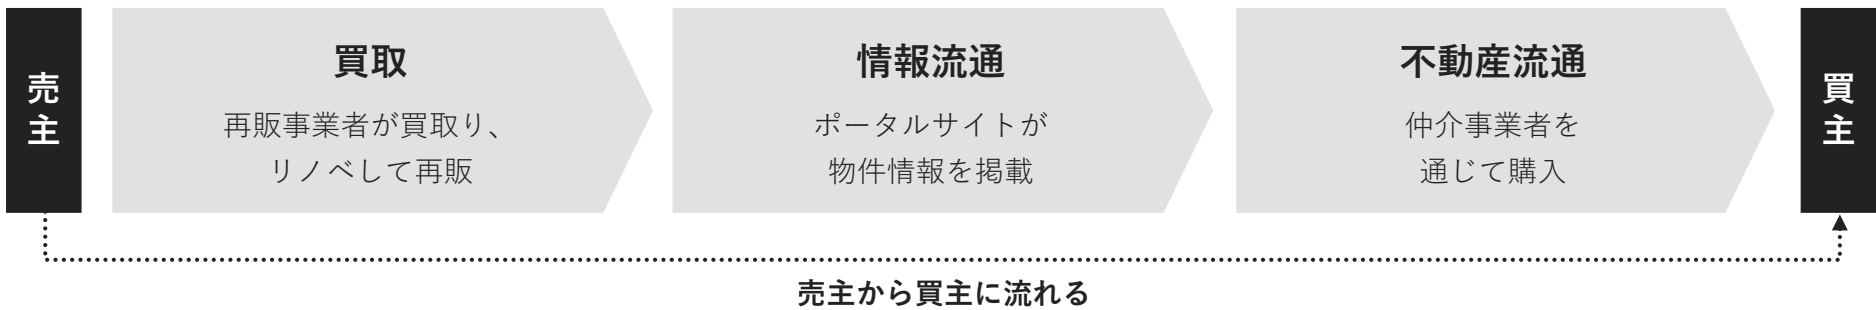 売主
買取
再販事業者が買取り、
リノベして再販
情報流通
ポータルサイトが
物件情報を掲載
不動産流通
仲介事業者を
通じて購入
買主
売主から買主に流れる